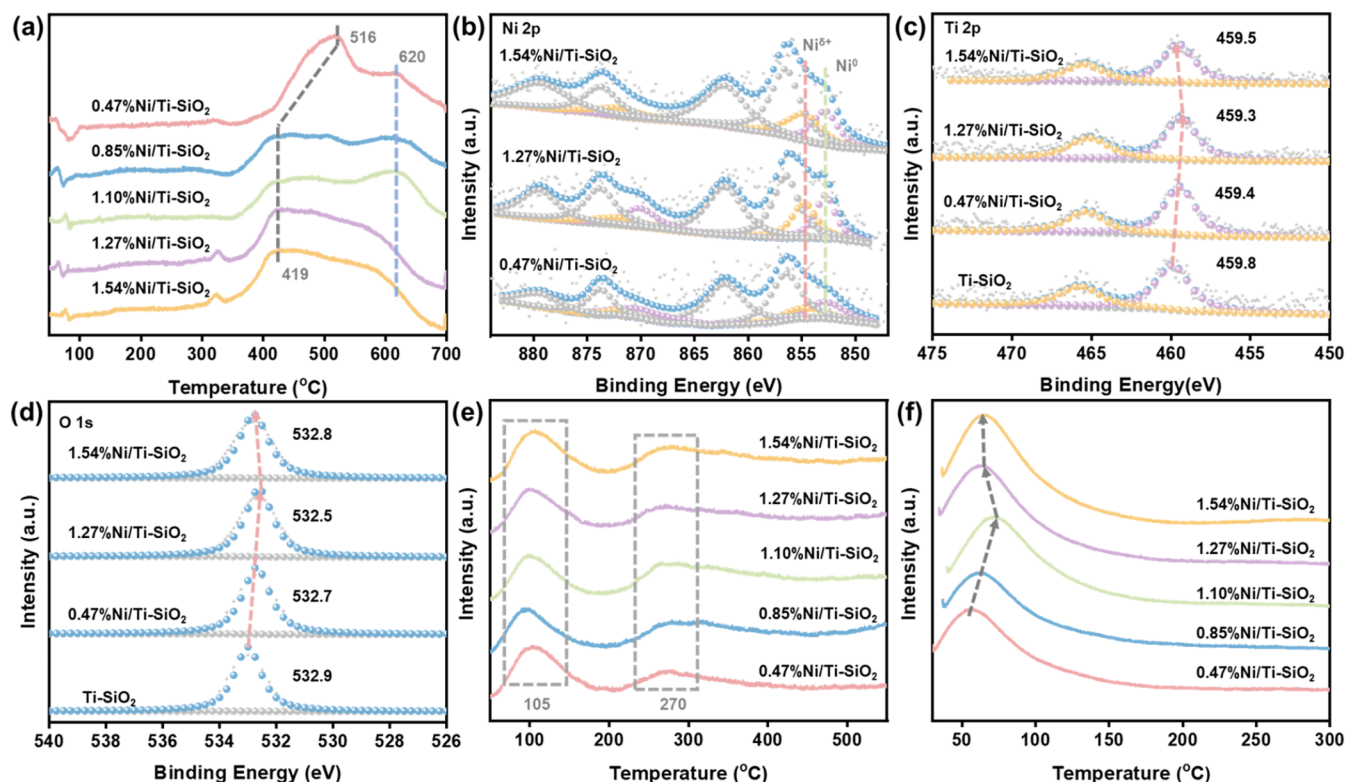 (a)
516
620
0.47%Ni/Ti-SiO₂
0.85%Ni/Ti-SiO₂
1.10%Ni/Ti-SiO₂
1.27%Ni/Ti-SiO₂
419
1.54%Ni/Ti-SiO₂
100 200 300 400 500 600 700
Temperature (°C)
(b)
Ni 2p
Niδ+
Ni⁰
1.54%Ni/Ti-SiO₂
1.27%Ni/Ti-SiO₂
0.47%Ni/Ti-SiO₂
Intensity (a.u.)
880 875 870 865 860 855 850
Binding Energy (eV)
(c)
Ti 2p
459.5
1.54%Ni/Ti-SiO₂
459.3
1.27%Ni/Ti-SiO₂
459.4
0.47%Ni/Ti-SiO₂
459.8
Ti-SiO₂
Intensity (a.u.)
475 470 465 460 455 450
Binding Energy(eV)
(d)
O 1s
532.8
1.54%Ni/Ti-SiO₂
532.5
1.27%Ni/Ti-SiO₂
532.7
0.47%Ni/Ti-SiO₂
532.9
Ti-SiO₂
Intensity (a.u.)
540 538 536 534 532 530 528 526
Binding Energy (eV)
(e)
1.54%Ni/Ti-SiO₂
1.27%Ni/Ti-SiO₂
1.10%Ni/Ti-SiO₂
0.85%Ni/Ti-SiO₂
0.47%Ni/Ti-SiO₂
105
270
Intensity (a.u.)
100 200 300 400 500
Temperature (°C)
(f)
1.54%Ni/Ti-SiO₂
1.27%Ni/Ti-SiO₂
1.10%Ni/Ti-SiO₂
0.85%Ni/Ti-SiO₂
0.47%Ni/Ti-SiO₂
Intensity (a.u.)
50 100 150 200 250 300
Temperature (°C)